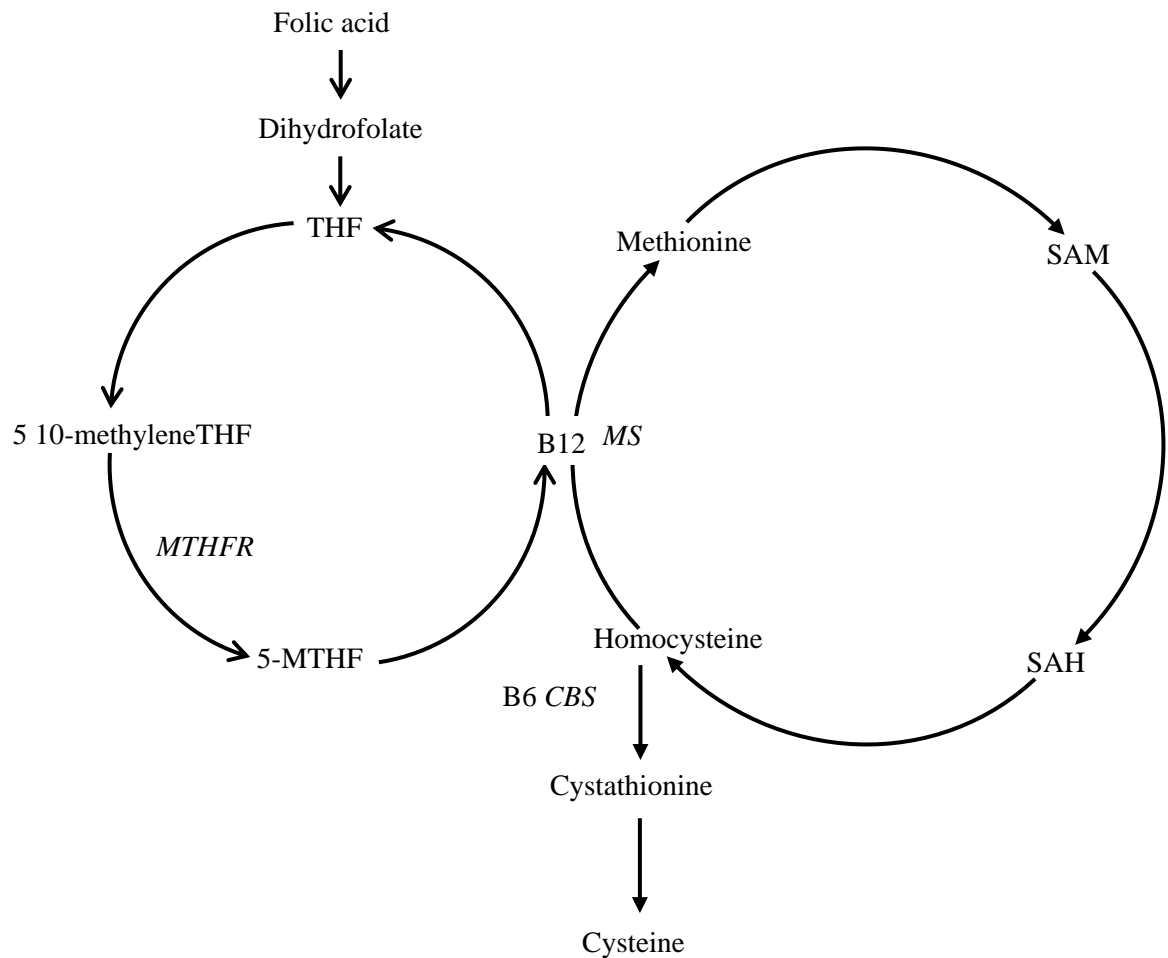 Folic acid
Dihydrofolate
THF
Methionine
SAM
5 10-methyleneTHF
B12 MS
MTHFR
5-MTHF
Homocysteine
SAH
B6 CBS
Cystathionine
Cysteine